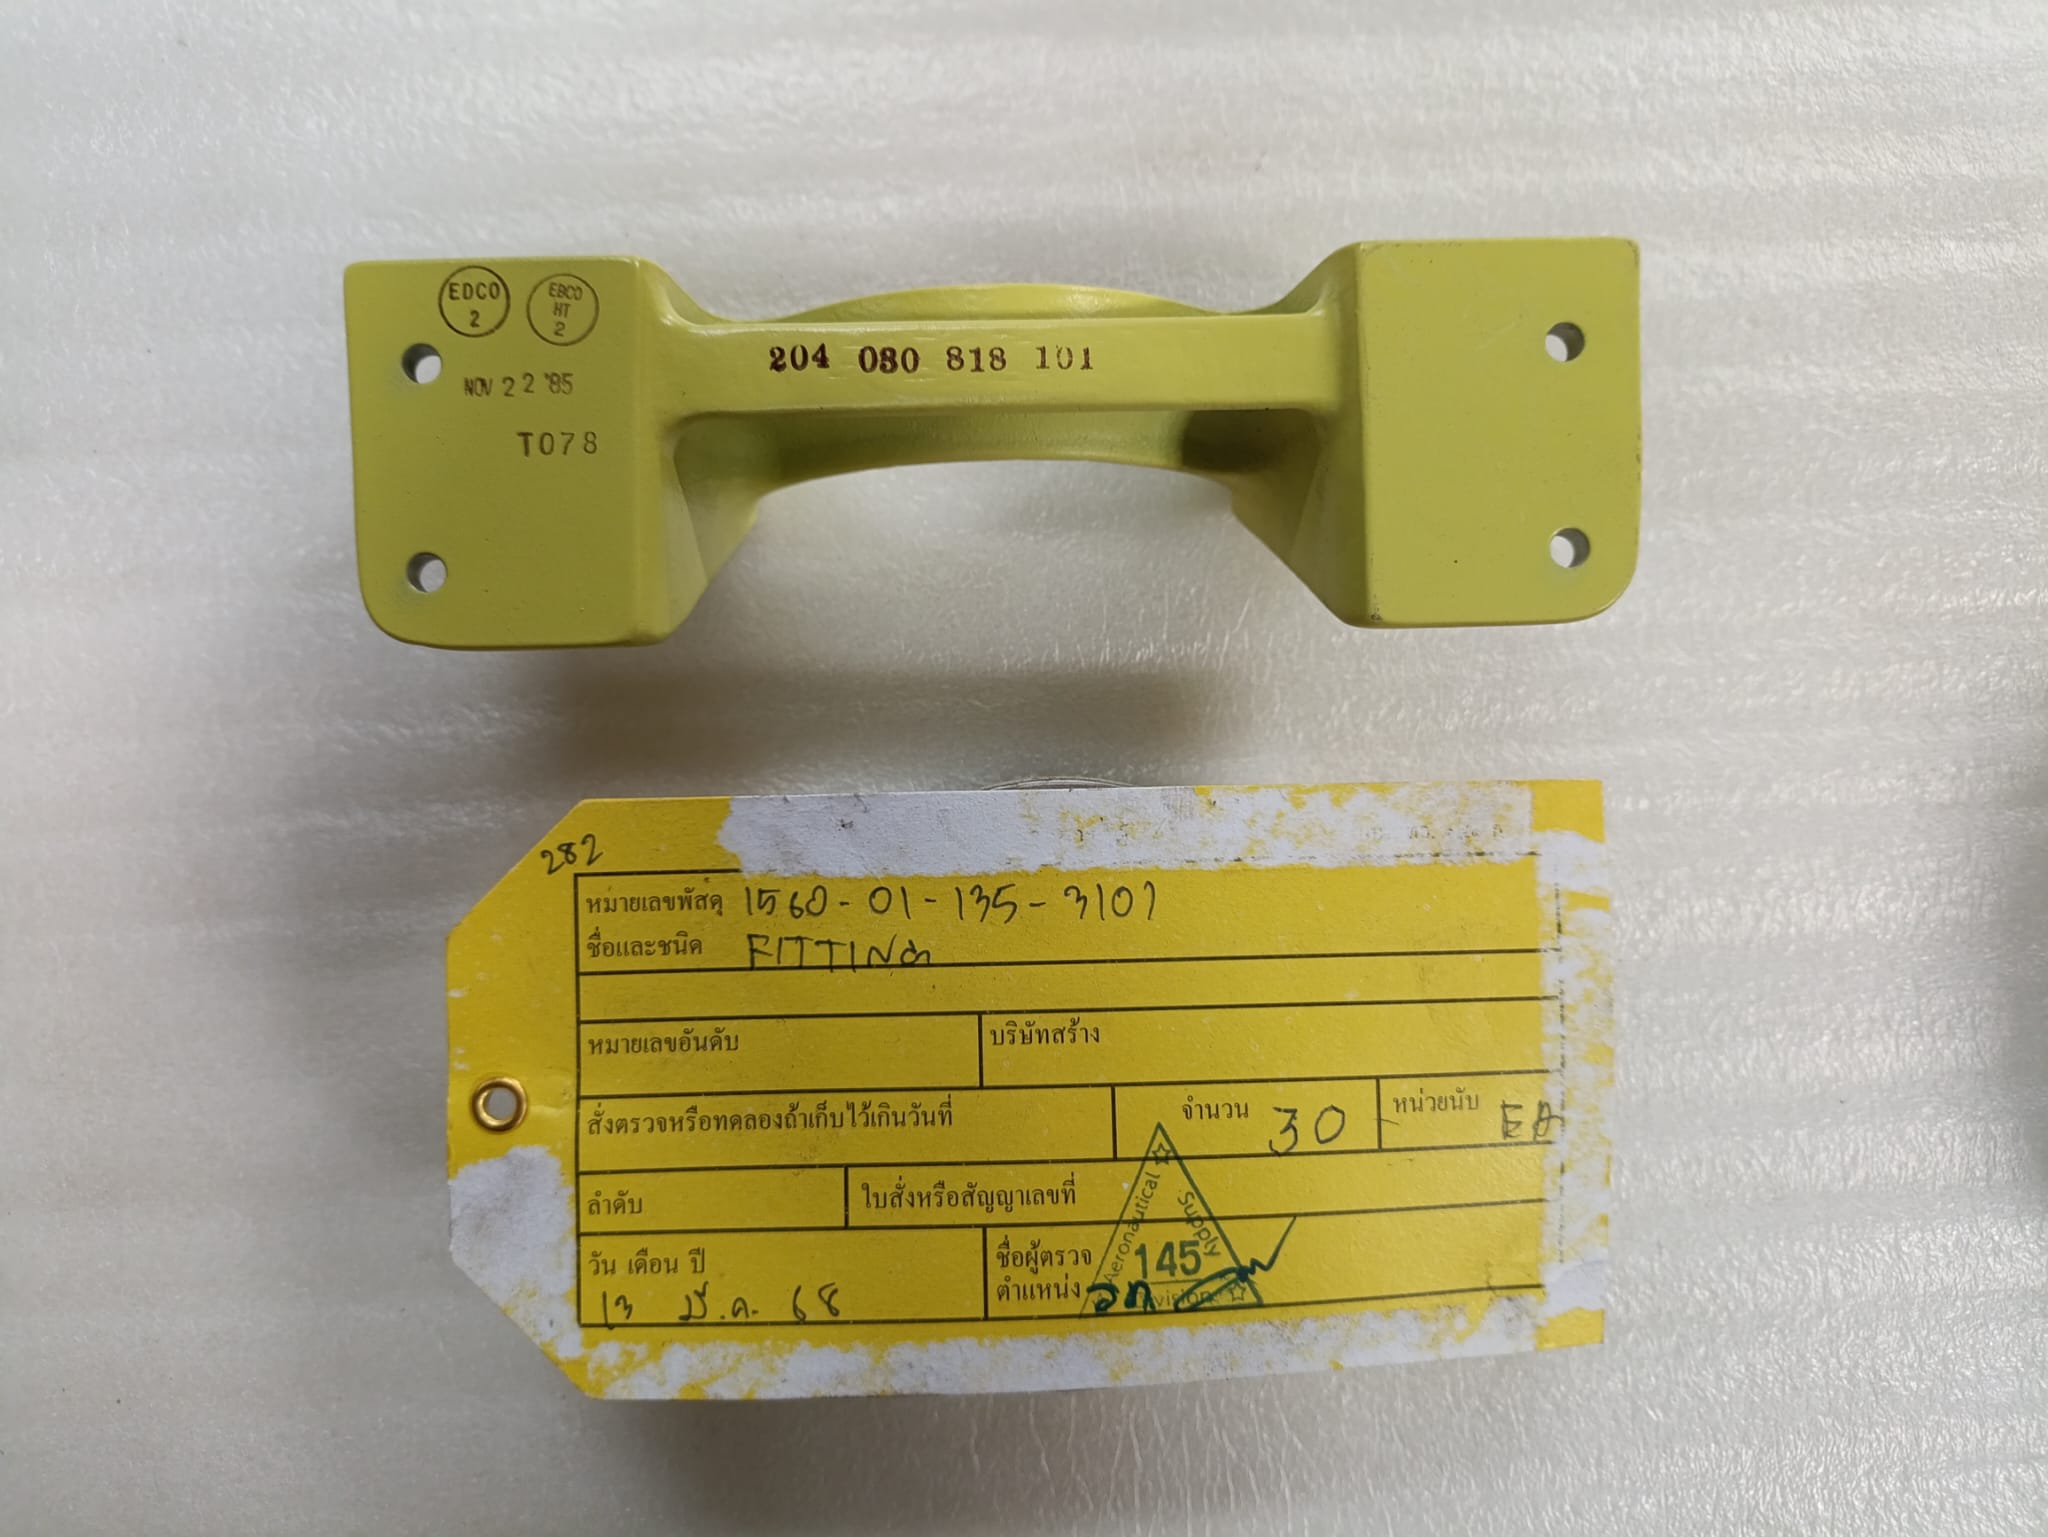 EDCO
2
EBCO
HT
2
NOV 22 '85
T078
204 030 818 101
282
หมายเลขพัสดุ 1560-01-135-3101
ชื่อและชนิด FITTING
หมายเลขอันดับ
บริษัทสร้าง
สั่งตรวจหรือทดลองถ้าเก็บไว้เกินวันที่
จำนวน 30
หน่วยนับ EA
ลำดับ
ใบสั่งหรือสัญญาเลขที่
วัน เดือน ปี
13 มี.ค. 68
ชื่อผู้ตรวจ
ตำแหน่ง
Aeronautical Supply
145